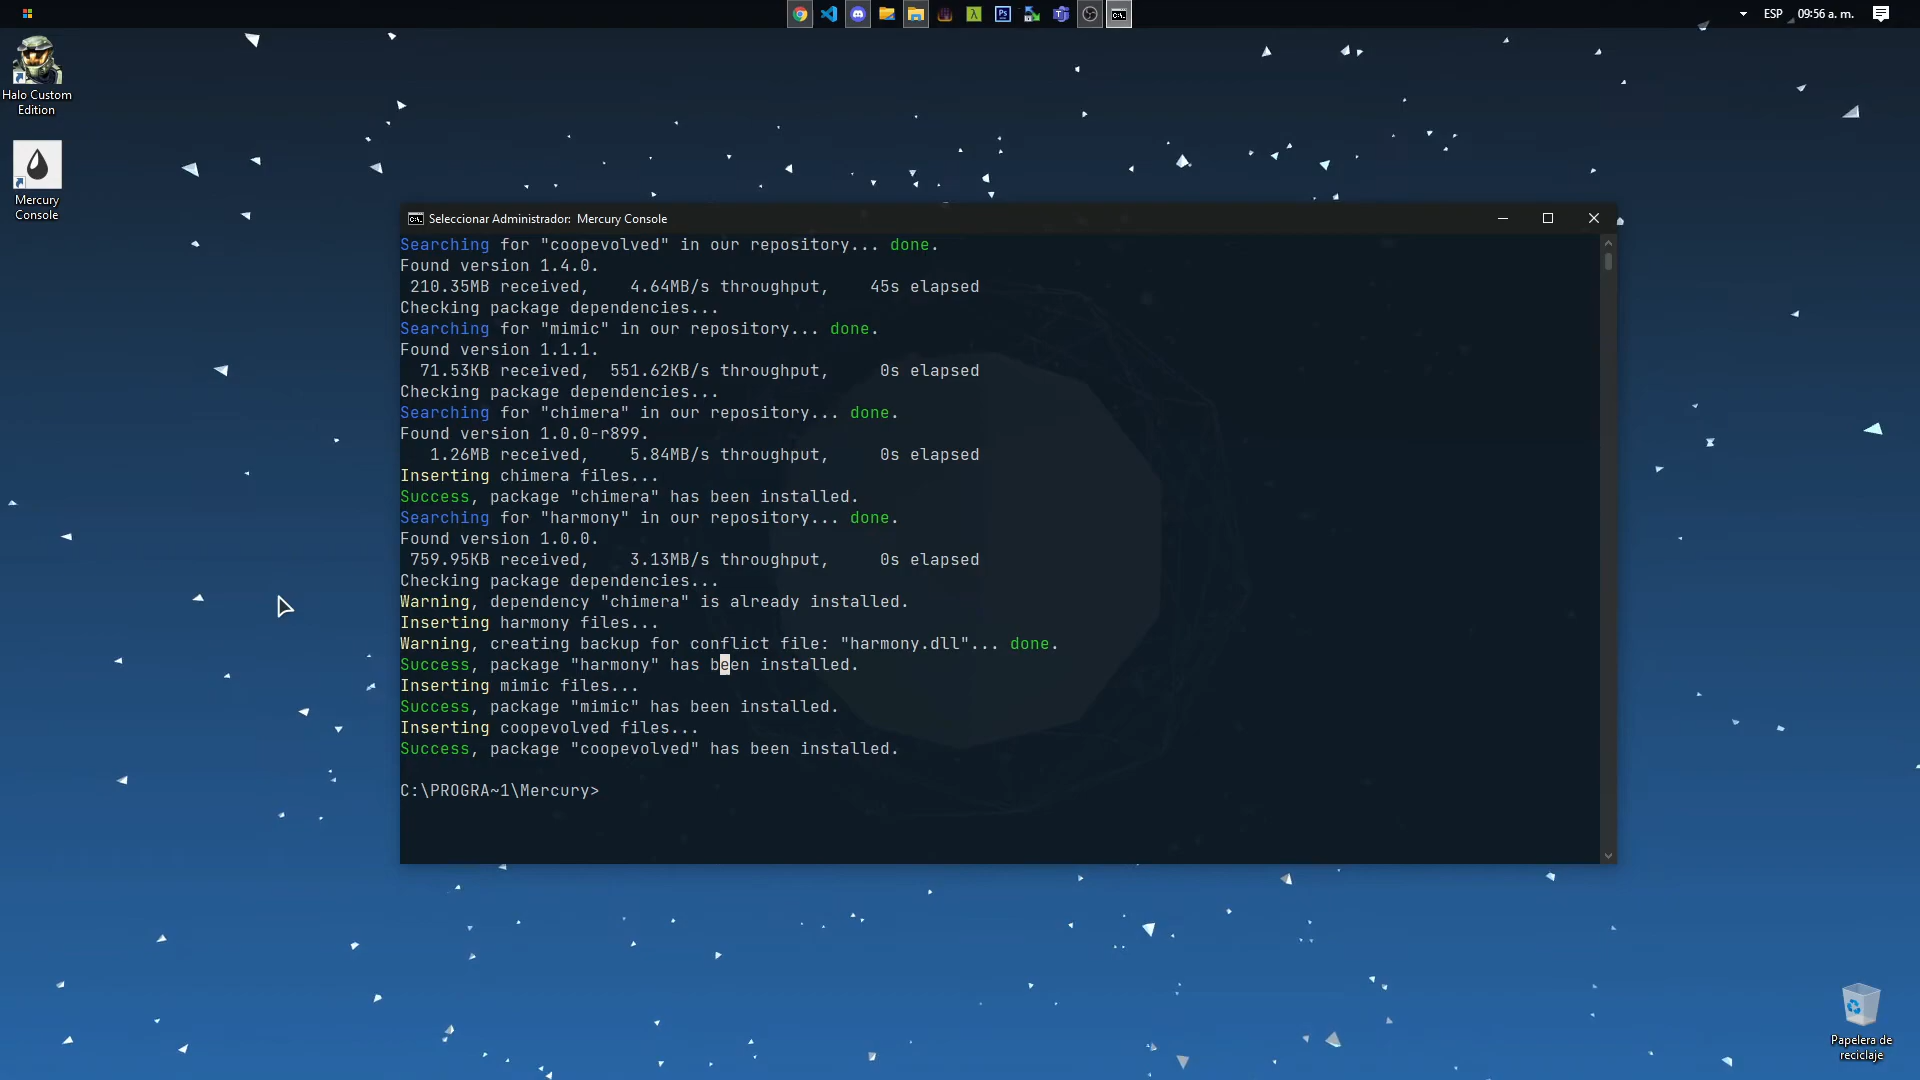 ESP 09:56 a. m.
Halo Custom
Edition
Mercury
Console
Seleccionar Administrador: Mercury Console
Searching for "coopevolved" in our repository... done.
Found version 1.4.0.
210.35MB received, 4.64MB/s throughput, 45s elapsed
Checking package dependencies...
Searching for "mimic" in our repository... done.
Found version 1.1.1.
71.53KB received, 551.62KB/s throughput, 0s elapsed
Checking package dependencies...
Searching for "chimera" in our repository... done.
Found version 1.0.0-r899.
1.26MB received, 5.84MB/s throughput, 0s elapsed
Inserting chimera files...
Success, package "chimera" has been installed.
Searching for "harmony" in our repository... done.
Found version 1.0.0.
759.95KB received, 3.13MB/s throughput, 0s elapsed
Checking package dependencies...
Warning, dependency "chimera" is already installed.
Inserting harmony files...
Warning, creating backup for conflict file: "harmony.dll"... done.
Success, package "harmony" has been installed.
Inserting mimic files...
Success, package "mimic" has been installed.
Inserting coopevolved files...
Success, package "coopevolved" has been installed.
C:\PROGRA~1\Mercury>
Papelera de
reciclaje